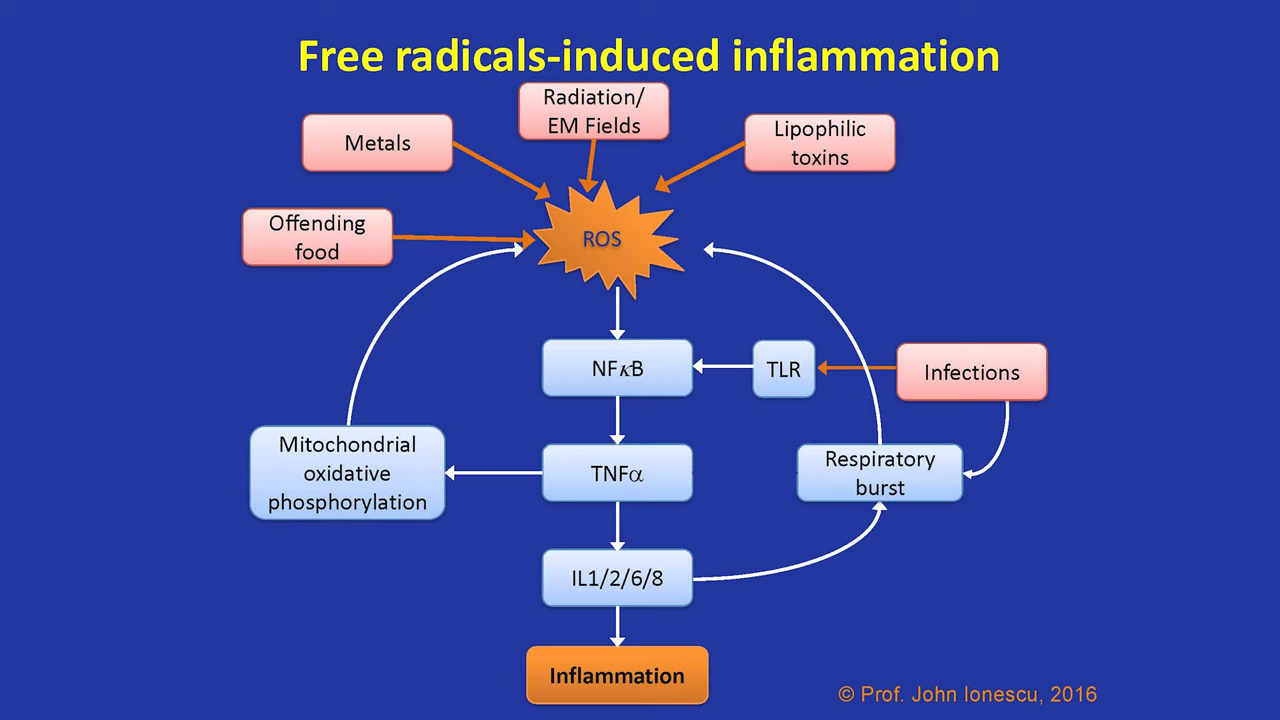 Free radicals-induced inflammation
Radiation/
EM Fields
Metals
Lipophilic
toxins
Offending
food
ROS
NFκB
TLR
Infections
Mitochondrial
oxidative
phosphorylation
TNFα
Respiratory
burst
IL1/2/6/8
Inflammation
© Prof. John Ionescu, 2016